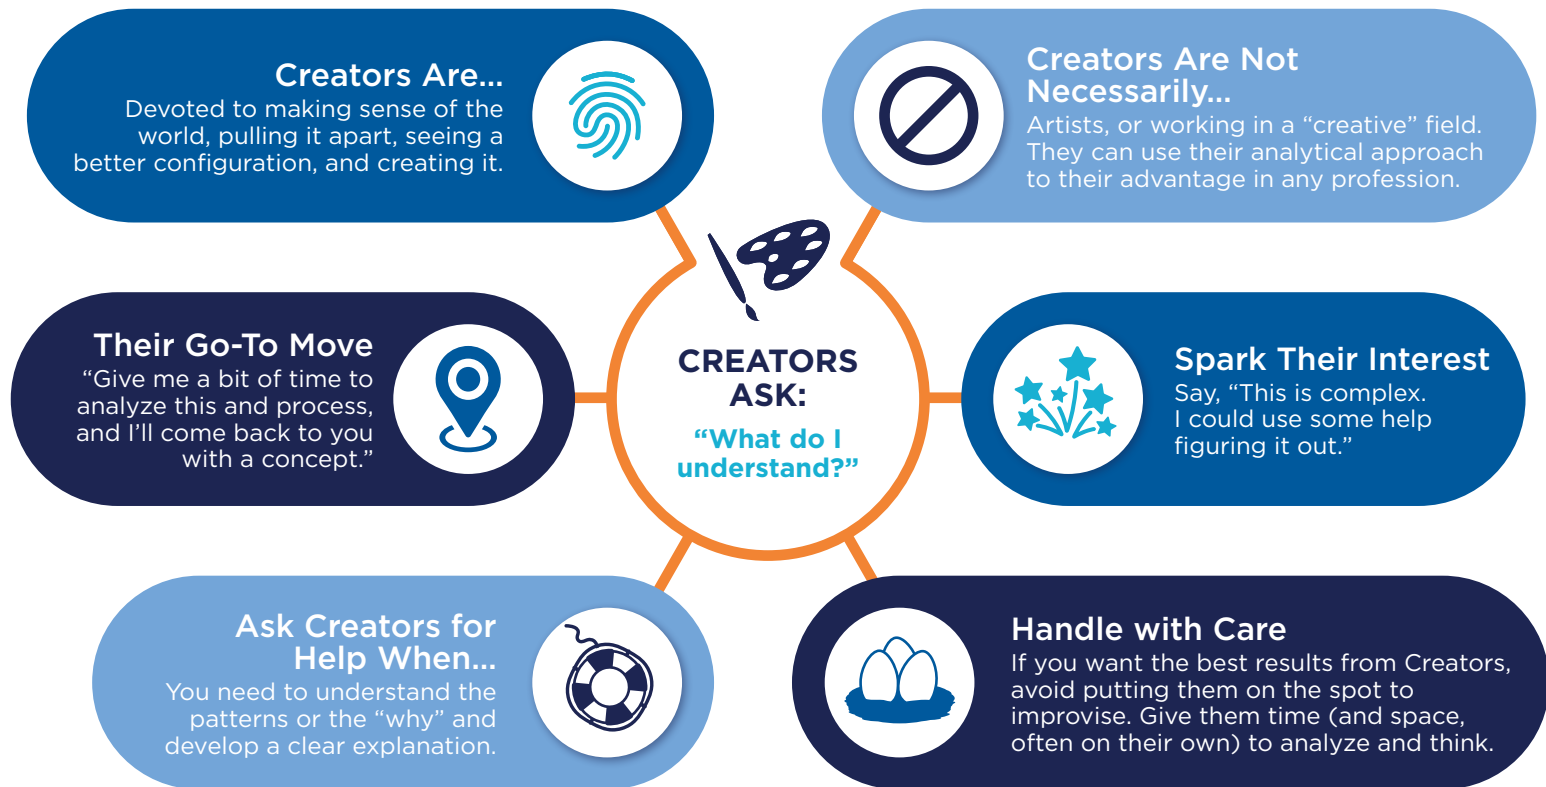 Creators Are...
Devoted to making sense of the
world, pulling it apart, seeing a
better configuration, and creating it.
Creators Are Not
Necessarily...
Artists, or working in a “creative” field.
They can use their analytical approach
to their advantage in any profession.
Their Go-To Move
“Give me a bit of time to
analyze this and process,
and I’ll come back to you
with a concept.”
CREATORS
ASK:
“What do I
understand?”
Spark Their Interest
Say, “This is complex.
I could use some help
figuring it out.”
Ask Creators for
Help When...
You need to understand the
patterns or the “why” and
develop a clear explanation.
Handle with Care
If you want the best results from Creators,
avoid putting them on the spot to
improvise. Give them time (and space,
often on their own) to analyze and think.